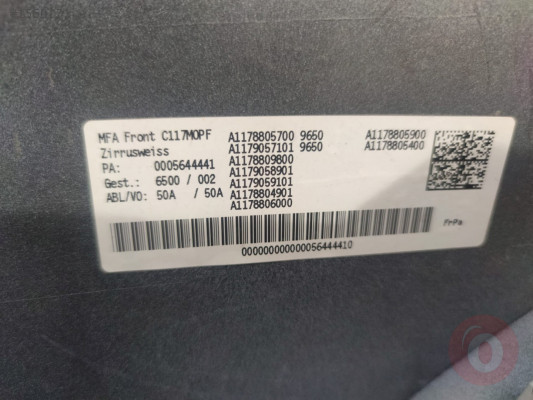 MFA Front C117MOPF A1178805700 9650 A1178805900
Zirrusweiss A1179057101 9650 A1178805400
PA: 0005644441 A1178809800
Gest.: 6500 / 002 A1179058901
ABL/VO: 50A / 50A A1179059101
A1178804901
A1178806000
FrPa
00000000000056444410